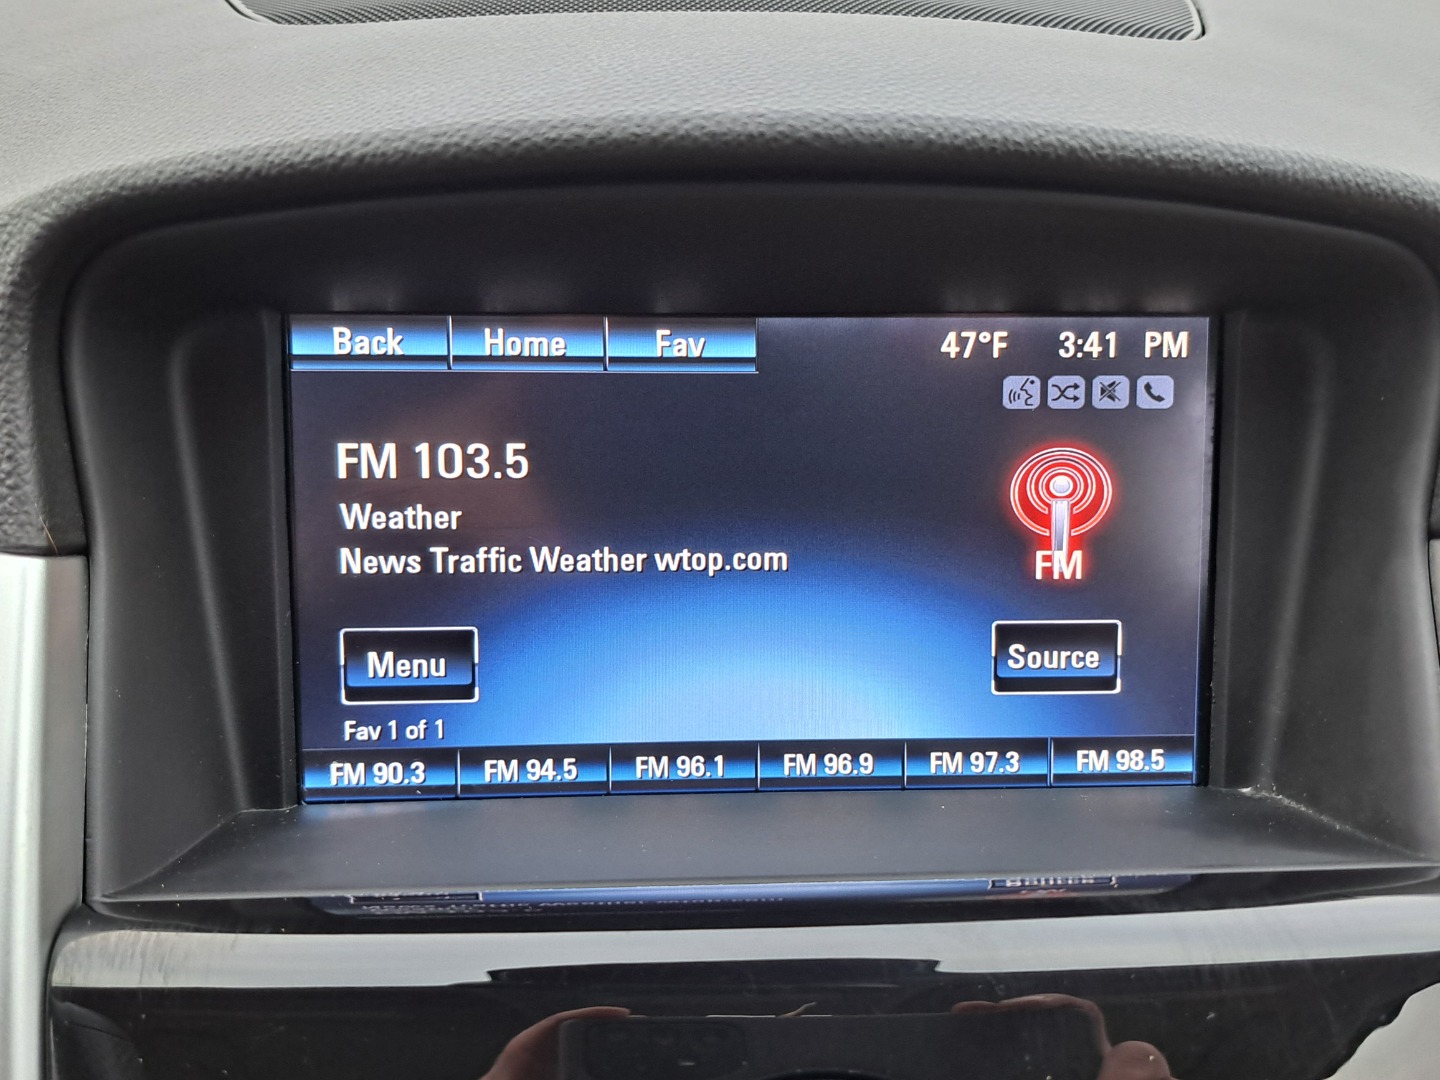 Back Home Fav 47°F 3:41 PM
FM 103.5
Weather
News Traffic Weather wtop.com
FM
Menu Source
Fav 1 of 1
FM 90.3 FM 94.5 FM 96.1 FM 96.9 FM 97.3 FM 98.5